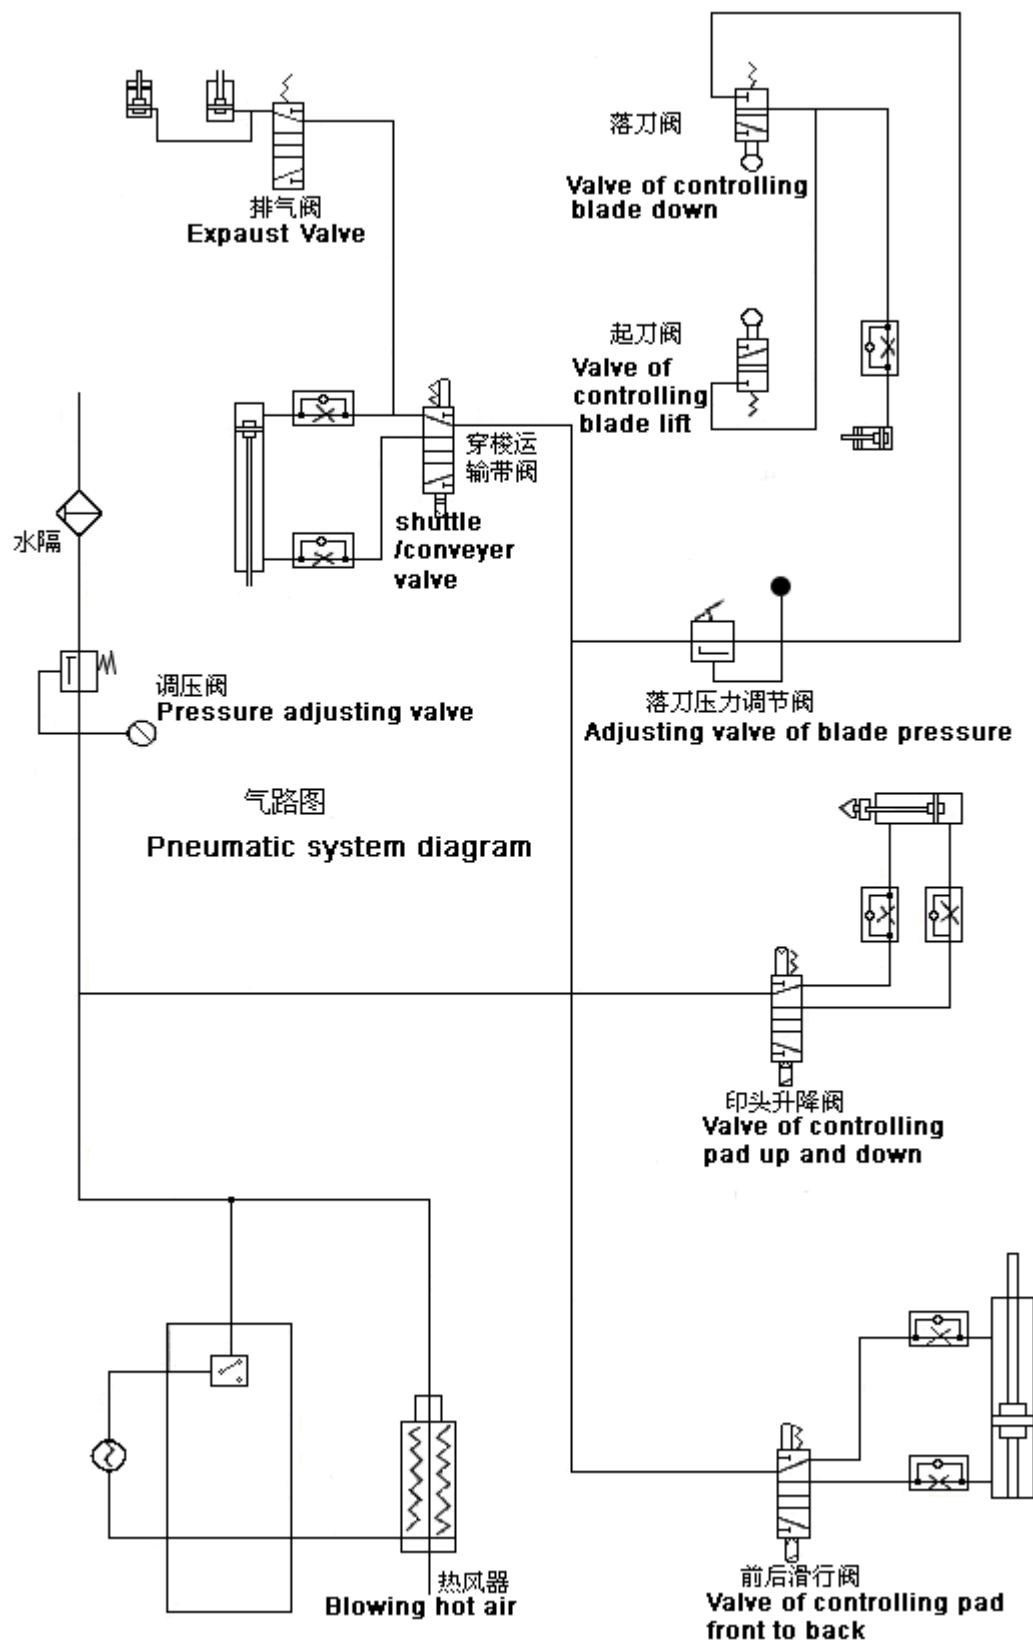 落刀阀
Valve of controlling
blade down
排气阀
Expaust Valve
起刀阀
Valve of
controlling
blade lift
穿梭运
输带阀
shuttle
/conveyer
valve
水隔
调压阀
Pressure adjusting valve
落刀压力调节阀
Adjusting valve of blade pressure
气路图
Pneumatic system diagram
印头升降阀
Valve of controlling
pad up and down
热风器
Blowing hot air
前后滑行阀
Valve of controlling pad
front to back